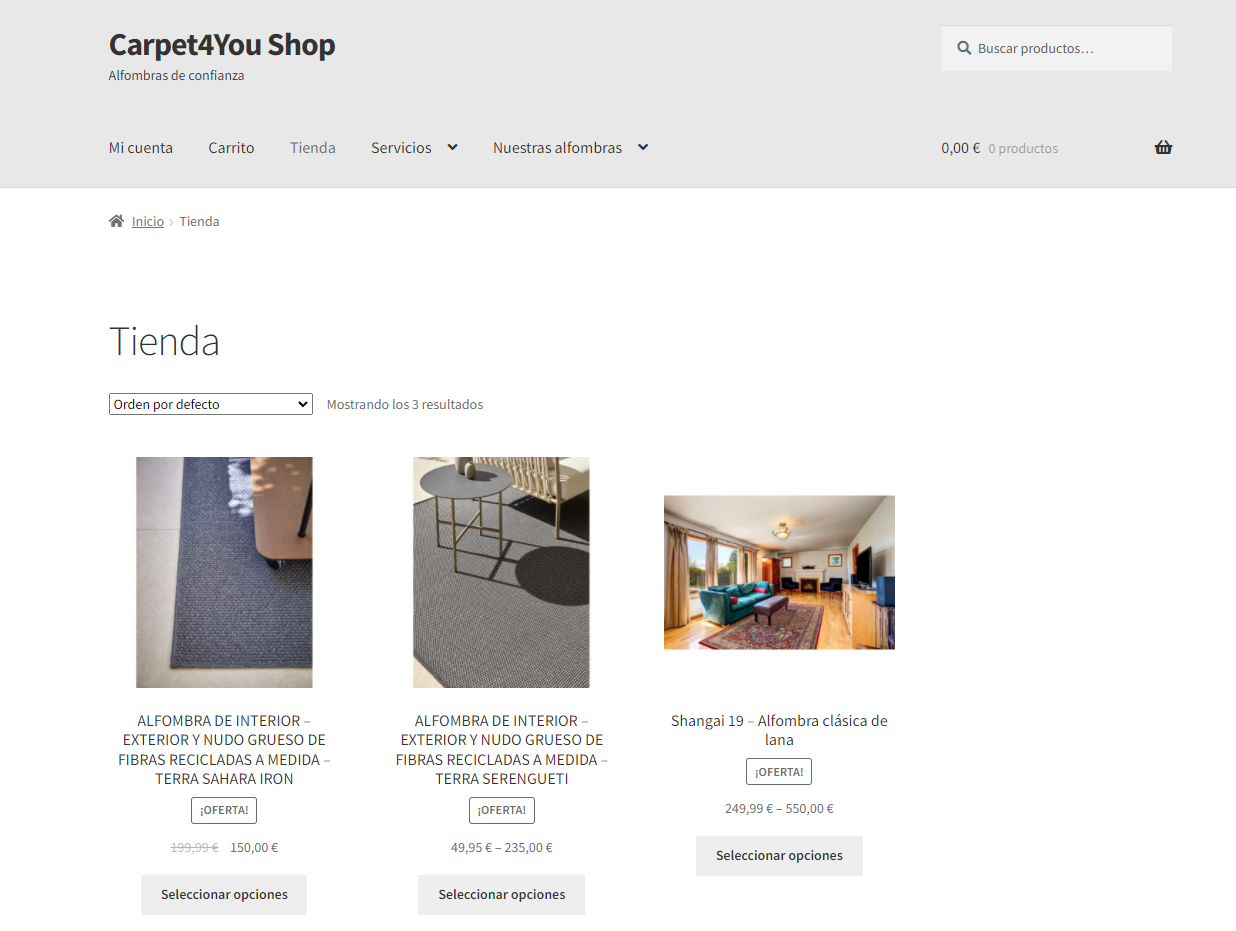 Carpet4You Shop
Alfombras de confianza
Buscar productos…
Mi cuenta Carrito Tienda Servicios Nuestras alfombras
0,00 € 0 productos
Inicio › Tienda
Tienda
Orden por defecto
Mostrando los 3 resultados
ALFOMBRA DE INTERIOR –
EXTERIOR Y NUDO GRUESO DE
FIBRAS RECICLADAS A MEDIDA –
TERRA SAHARA IRON
¡OFERTA!
199,99 € 150,00 €
Seleccionar opciones
ALFOMBRA DE INTERIOR –
EXTERIOR Y NUDO GRUESO DE
FIBRAS RECICLADAS A MEDIDA –
TERRA SERENGUETI
¡OFERTA!
49,95 € – 235,00 €
Seleccionar opciones
Shangai 19 – Alfombra clásica de
lana
¡OFERTA!
249,99 € – 550,00 €
Seleccionar opciones